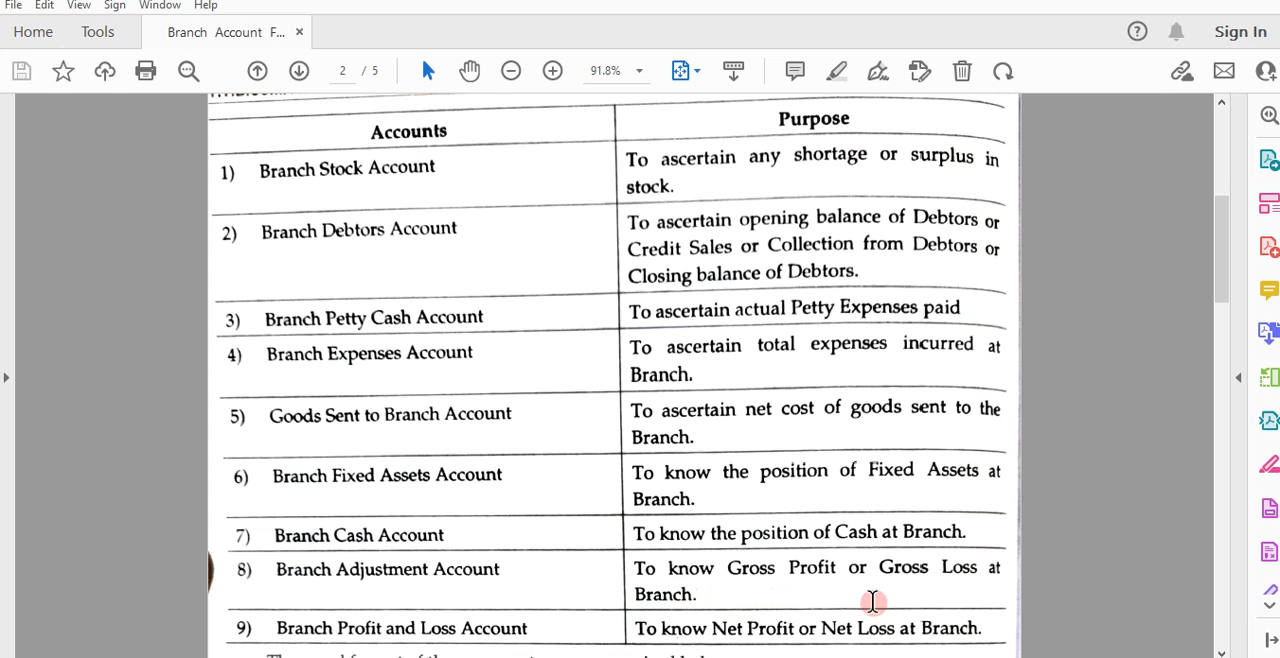 File Edit View Sign Window Help
Home Tools Branch Account F... × Sign In
2 / 5 91.8%
Accounts Purpose
1) Branch Stock Account To ascertain any shortage or surplus in
stock.
2) Branch Debtors Account To ascertain opening balance of Debtors or
Credit Sales or Collection from Debtors or
Closing balance of Debtors.
3) Branch Petty Cash Account To ascertain actual Petty Expenses paid
4) Branch Expenses Account To ascertain total expenses incurred at
Branch.
5) Goods Sent to Branch Account To ascertain net cost of goods sent to the
Branch.
6) Branch Fixed Assets Account To know the position of Fixed Assets at
Branch.
7) Branch Cash Account To know the position of Cash at Branch.
8) Branch Adjustment Account To know Gross Profit or Gross Loss at
Branch.
9) Branch Profit and Loss Account To know Net Profit or Net Loss at Branch.